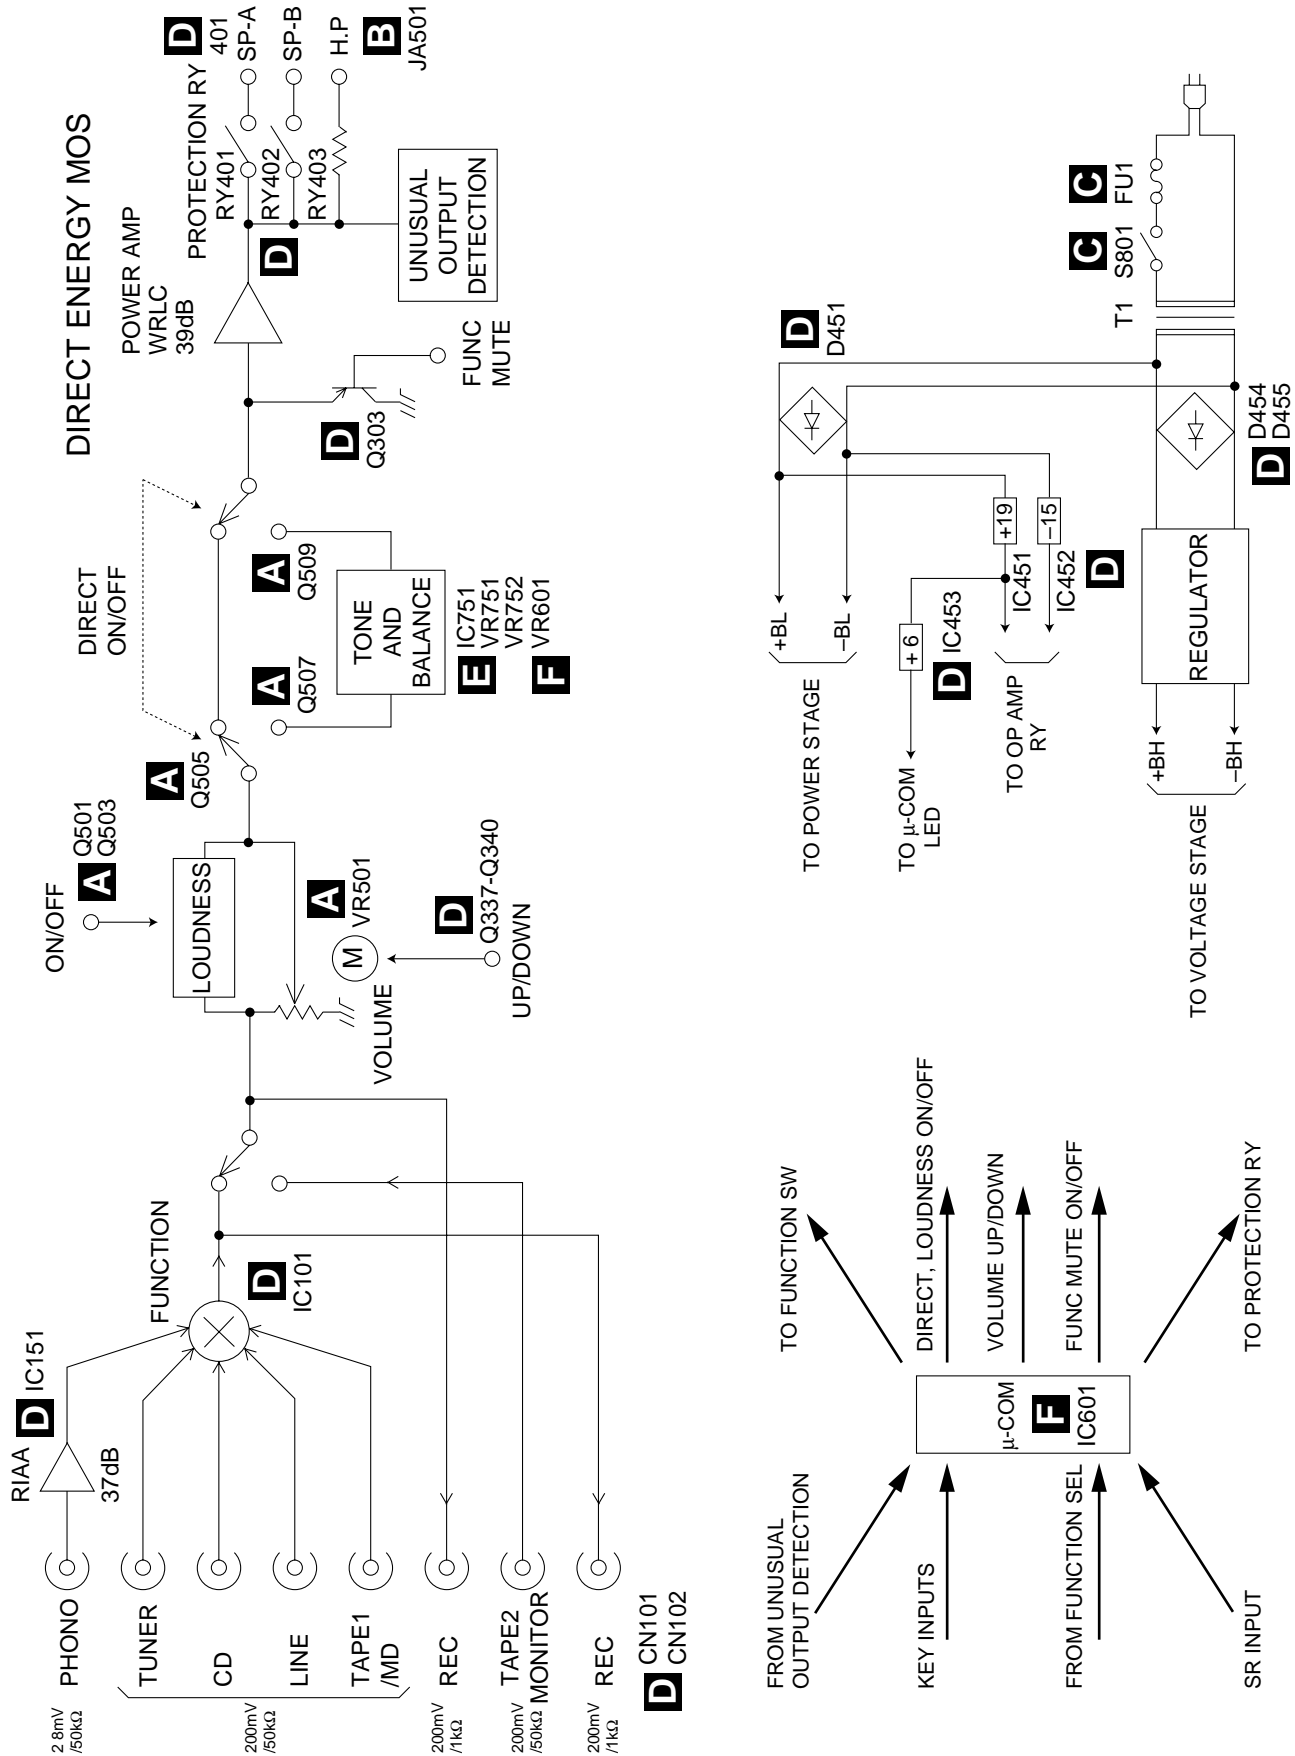 DIRECT ENERGY MOS
2 8mV
/50kΩ
PHONO
RIAA
37dB
D IC151
TUNER
CD
LINE
TAPE1
/MD
200mV
/50kΩ
FUNCTION
D
IC101
200mV
/1kΩ
REC
200mV
/50kΩ
TAPE2
MONITOR
200mV
/1kΩ
REC
D CN101
CN102
ON/OFF
A Q501
Q503
LOUDNESS
A
VR501
M
VOLUME
D
Q337-Q340
UP/DOWN
DIRECT
ON/OFF
A
Q505
A
Q507
A
Q509
TONE
AND
BALANCE
E IC751
VR751
VR752
F VR601
POWER AMP
WRLC
39dB
D
Q303
FUNC
MUTE
D
PROTECTION RY
D
401
RY401
SP-A
RY402
SP-B
RY403
H.P
B
JA501
UNUSUAL
OUTPUT
DETECTION
FROM UNUSUAL
OUTPUT DETECTION
KEY INPUTS
FROM FUNCTION SEL
SR INPUT
μ-COM
F
IC601
TO FUNCTION SW
DIRECT, LOUDNESS ON/OFF
VOLUME UP/DOWN
FUNC MUTE ON/OFF
TO PROTECTION RY
TO POWER STAGE
+BL
–BL
D
D451
TO μ-COM
LED
+ 6
D IC453
TO OP AMP
RY
+19
IC451
–15
IC452
D
TO VOLTAGE STAGE
+BH
–BH
REGULATOR
D D454
D455
T1
C
S801
C
FU1